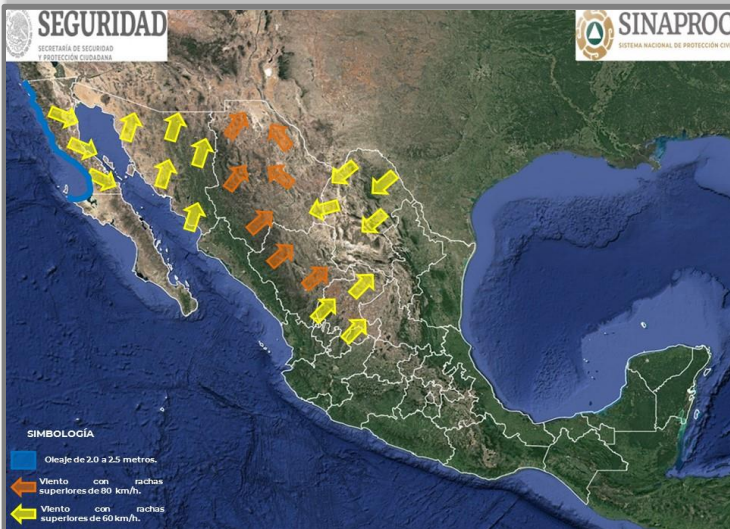 SEGURIDAD
SECRETARÍA DE SEGURIDAD
Y PROTECCIÓN CIUDADANA
SINAPROC
SISTEMA NACIONAL DE PROTECCIÓN CIV
SIMBOLOGÍA
Oleaje de 2.0 a 2.5 metros.
Viento con rachas
superiores de 80 km/h.
Viento con rachas
superiores de 60 km/h.